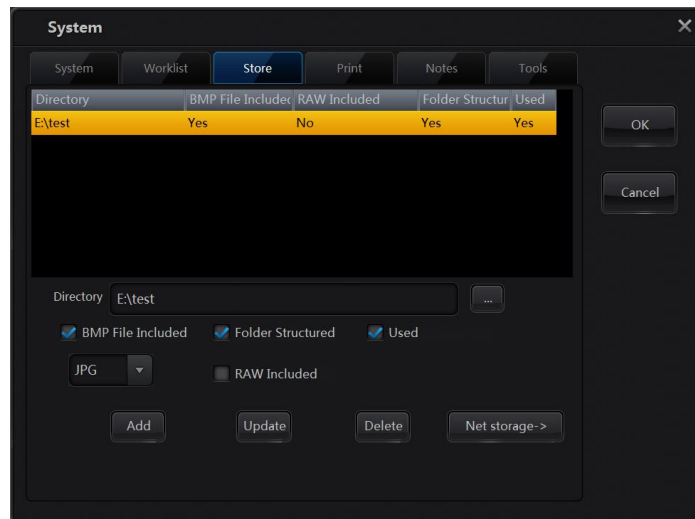 System
System Worklist Store Print Notes Tools
Directory BMP File Included RAW Included Folder Structur Used
E:\test Yes No Yes Yes
OK
Cancel
Directory E:\test ...
BMP File Included Folder Structured Used
JPG RAW Included
Add Update Delete Net storage->